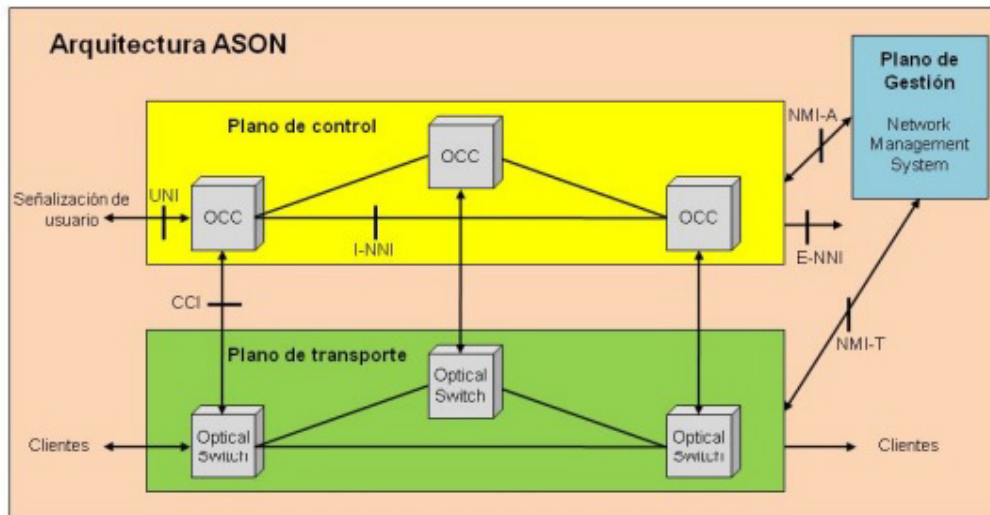 Arquitectura ASON
Plano de
Gestión
Network
Management
System
NMI-A
Plano de control
OCC
OCC
OCC
Señalización de
usuario
UNI
I-NNI
E-NNI
CCI
NMI-T
Plano de transporte
Optical
Switch
Optical
Switch
Optical
Switch
Clientes
Clientes